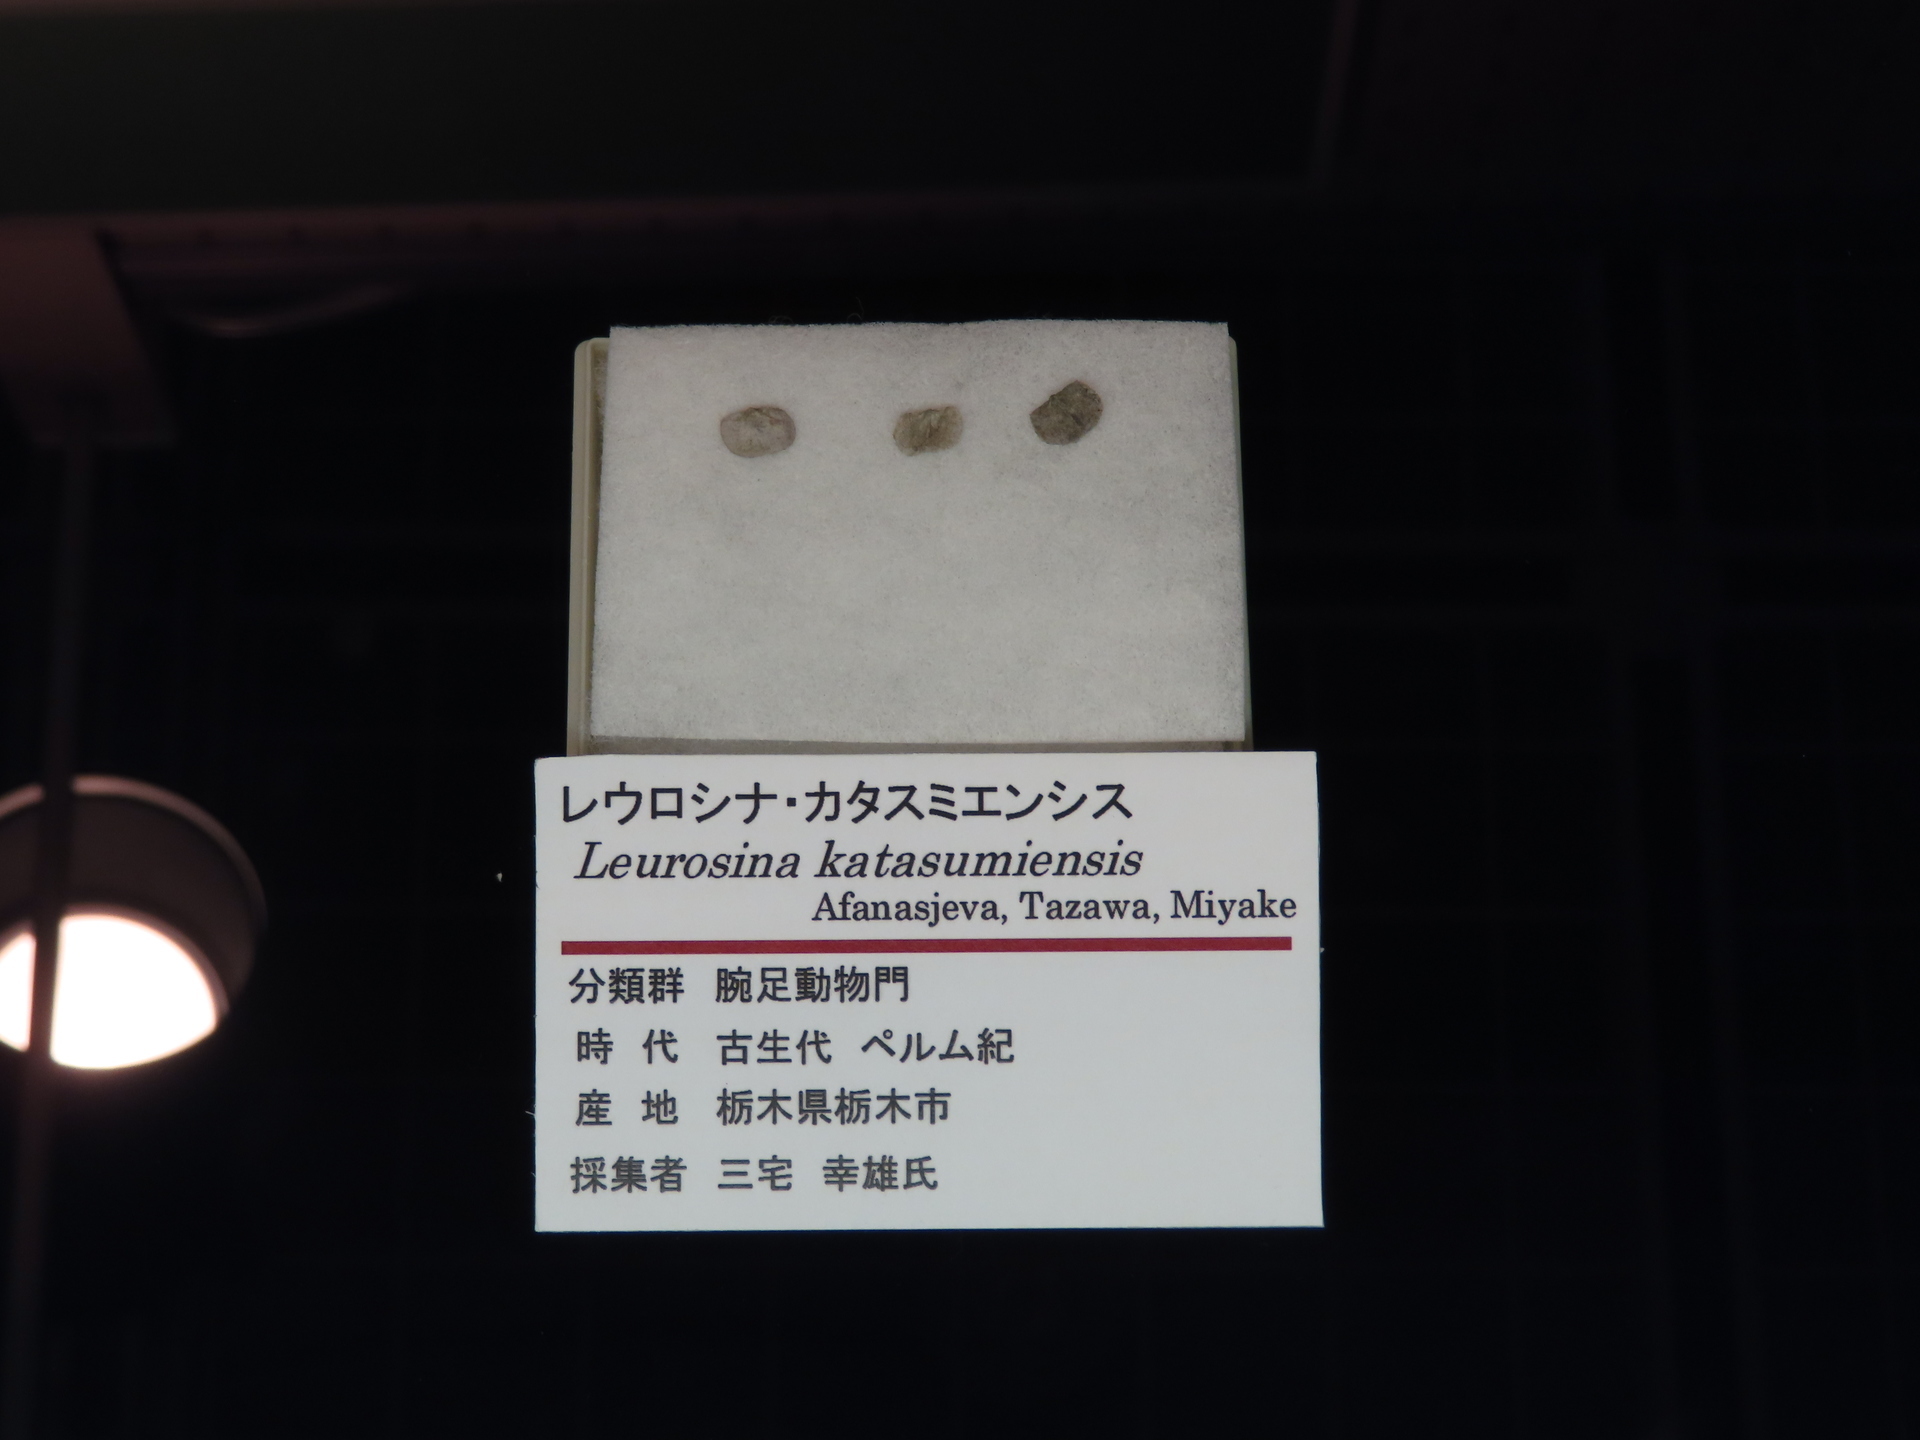 レウロシナ・カタスミエンシス
Leurosina katasumiensis
Afanasjeva, Tazawa, Miyake
分類群 腕足動物門
時 代 古生代 ペルム紀
産 地 栃木県栃木市
採集者 三宅 幸雄氏